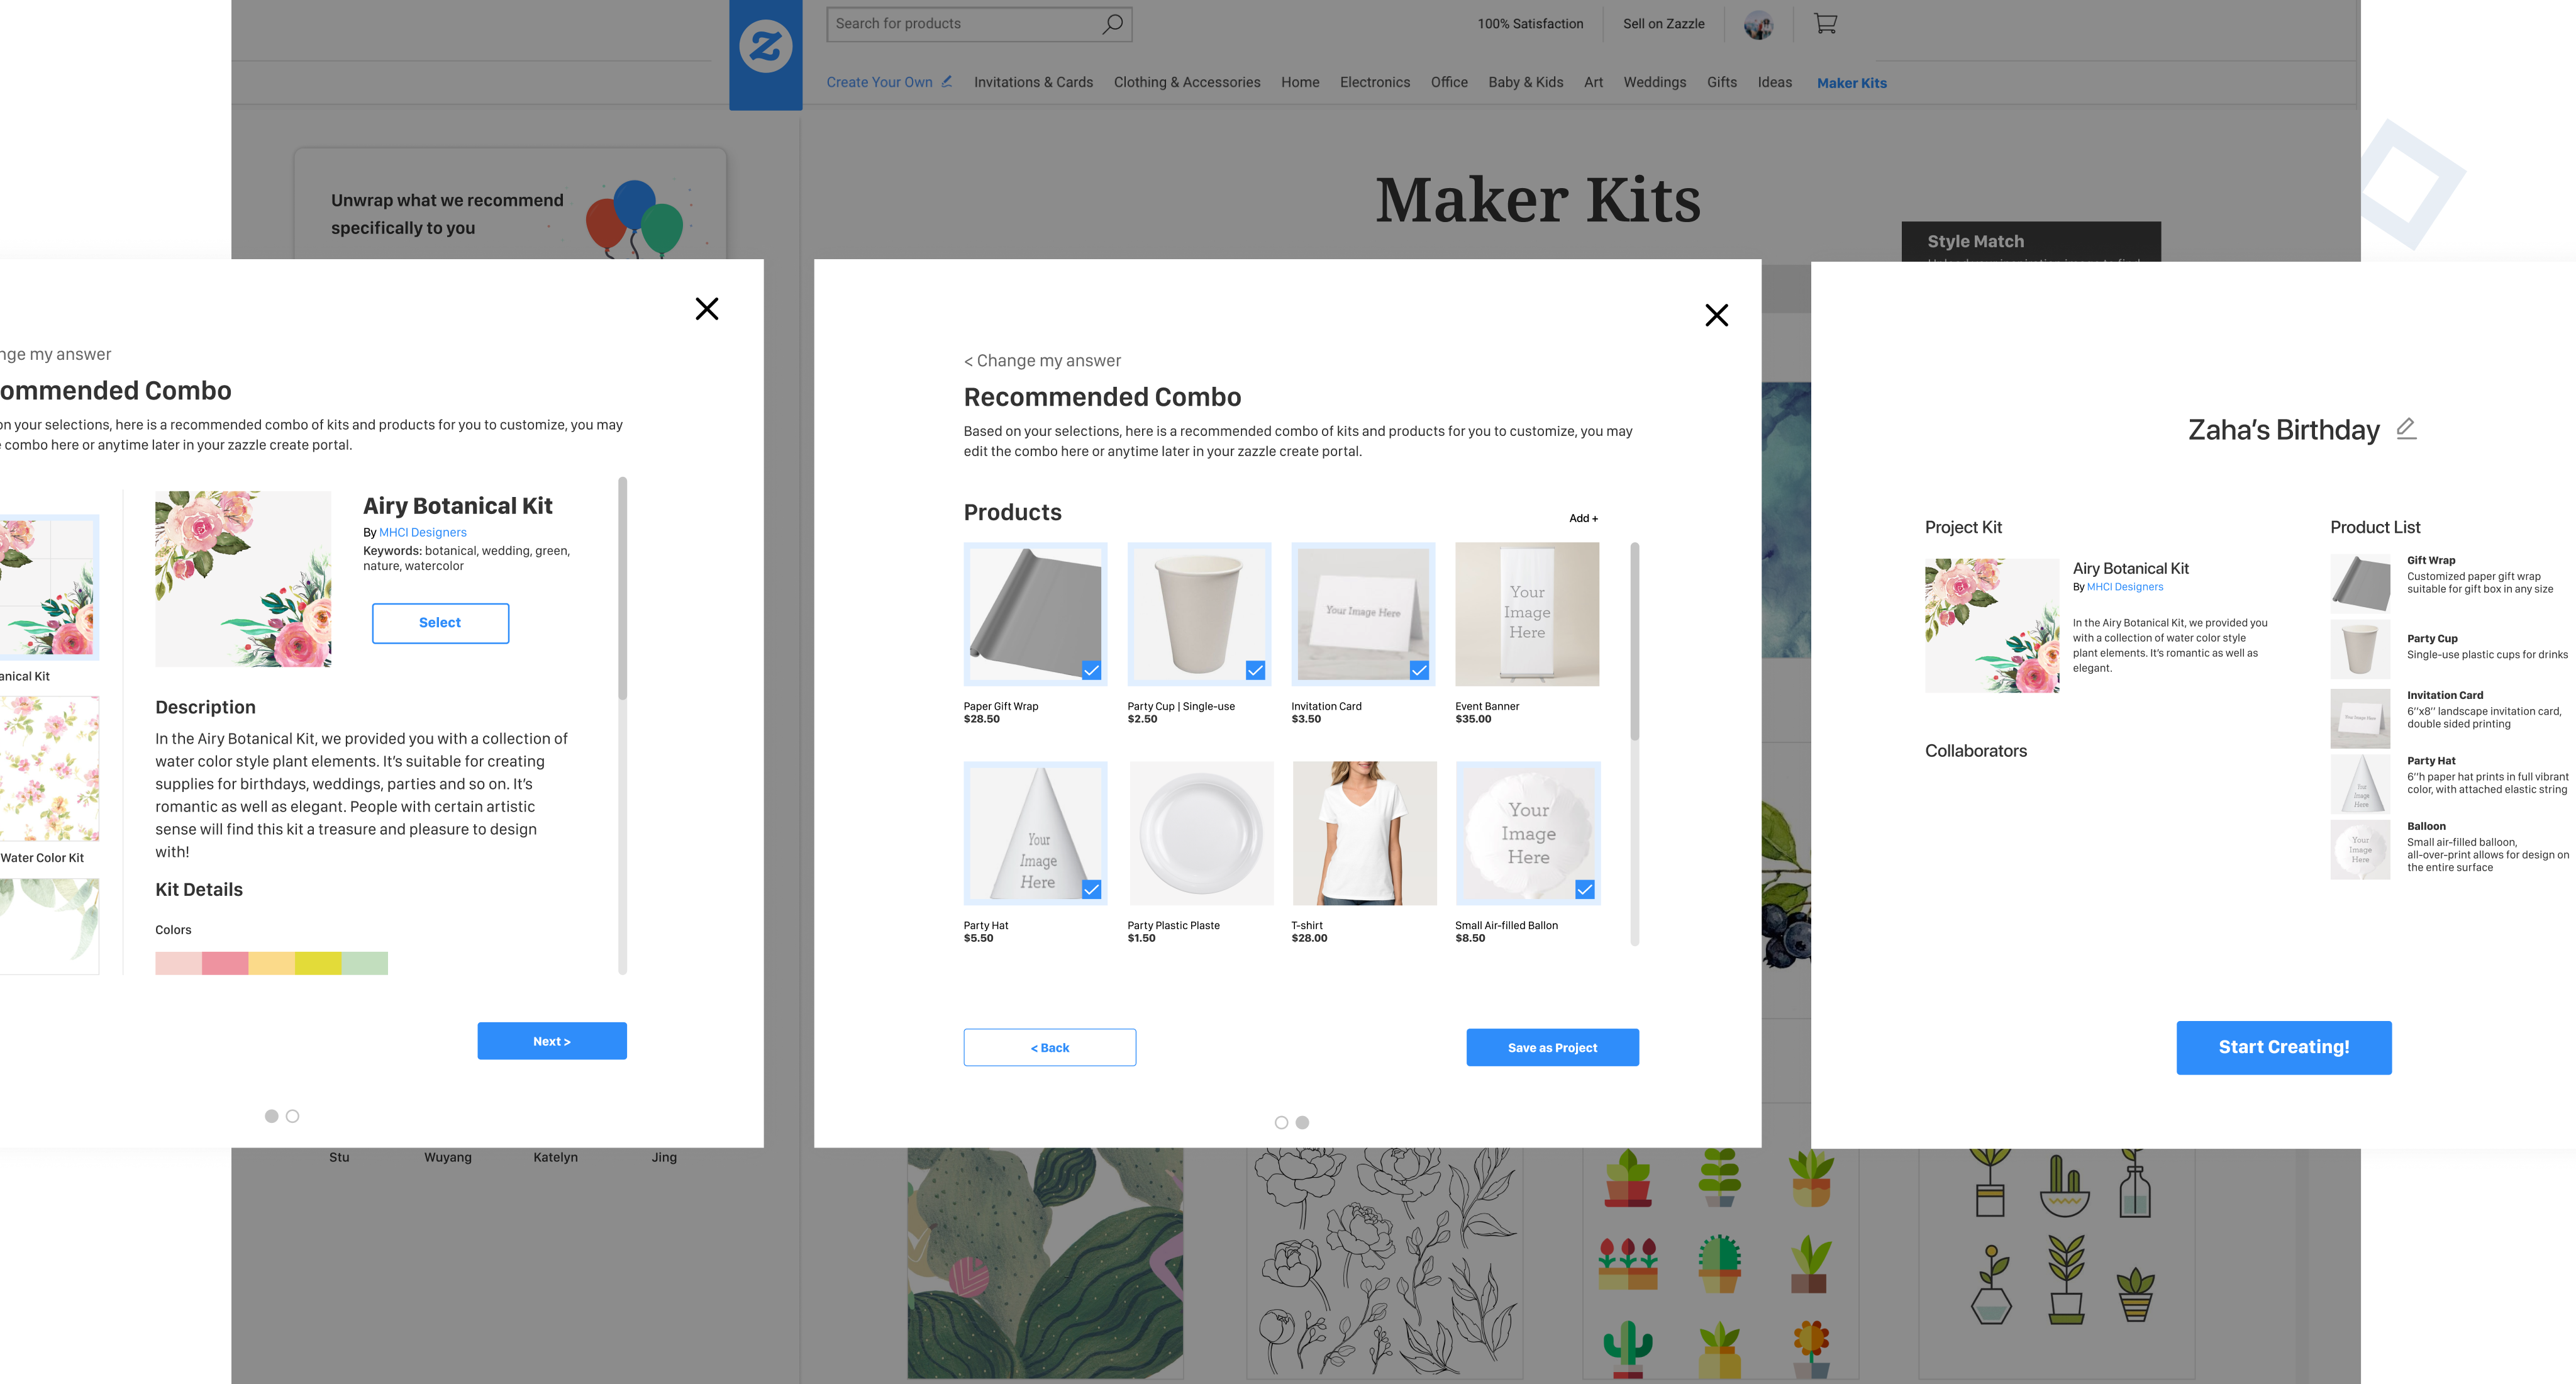 Search for products
100% Satisfaction
Sell on Zazzle
Create Your Own
Invitations & Cards
Clothing & Accessories
Home
Electronics
Office
Baby & Kids
Art
Weddings
Gifts
Ideas
Maker Kits
Unwrap what we recommend
specifically to you
Maker Kits
Style Match
nge my answer
ommended Combo
on your selections, here is a recommended combo of kits and products for you to customize, you may
combo here or anytime later in your zazzle create portal.
anical Kit
Water Color Kit
Airy Botanical Kit
By MHCI Designers
Keywords: botanical, wedding, green,
nature, watercolor
Select
Description
In the Airy Botanical Kit, we provided you with a collection of
water color style plant elements. It's suitable for creating
supplies for birthdays, weddings, parties and so on. It's
romantic as well as elegant. People with certain artistic
sense will find this kit a treasure and pleasure to design
with!
Kit Details
Colors
Next >
< Change my answer
Recommended Combo
Based on your selections, here is a recommended combo of kits and products for you to customize, you may
edit the combo here or anytime later in your zazzle create portal.
Products
Add +
Your
Image
Here
Your Image Here
Paper Gift Wrap
$28.50
Party Cup | Single-use
$2.50
Invitation Card
$3.50
Event Banner
$35.00
Your
Image
Here
Your
Image
Here
Party Hat
$5.50
Party Plastic Plaste
$1.50
T-shirt
$28.00
Small Air-filled Ballon
$8.50
< Back
Save as Project
Zaha's Birthday
Project Kit
Airy Botanical Kit
By MHCI Designers
In the Airy Botanical Kit, we provided you
with a collection of water color style
plant elements. It's romantic as well as
elegant.
Collaborators
Product List
Gift Wrap
Customized paper gift wrap
suitable for gift box in any size
Party Cup
Single-use plastic cups for drinks
Your Image Here
Invitation Card
6''x8'' landscape invitation card,
double sided printing
Your
Image
Here
Party Hat
6''h paper hat prints in full vibrant
color, with attached elastic string
Your
Image
Here
Balloon
Small air-filled balloon,
all-over-print allows for design on
the entire surface
Start Creating!
Stu
Wuyang
Katelyn
Jing